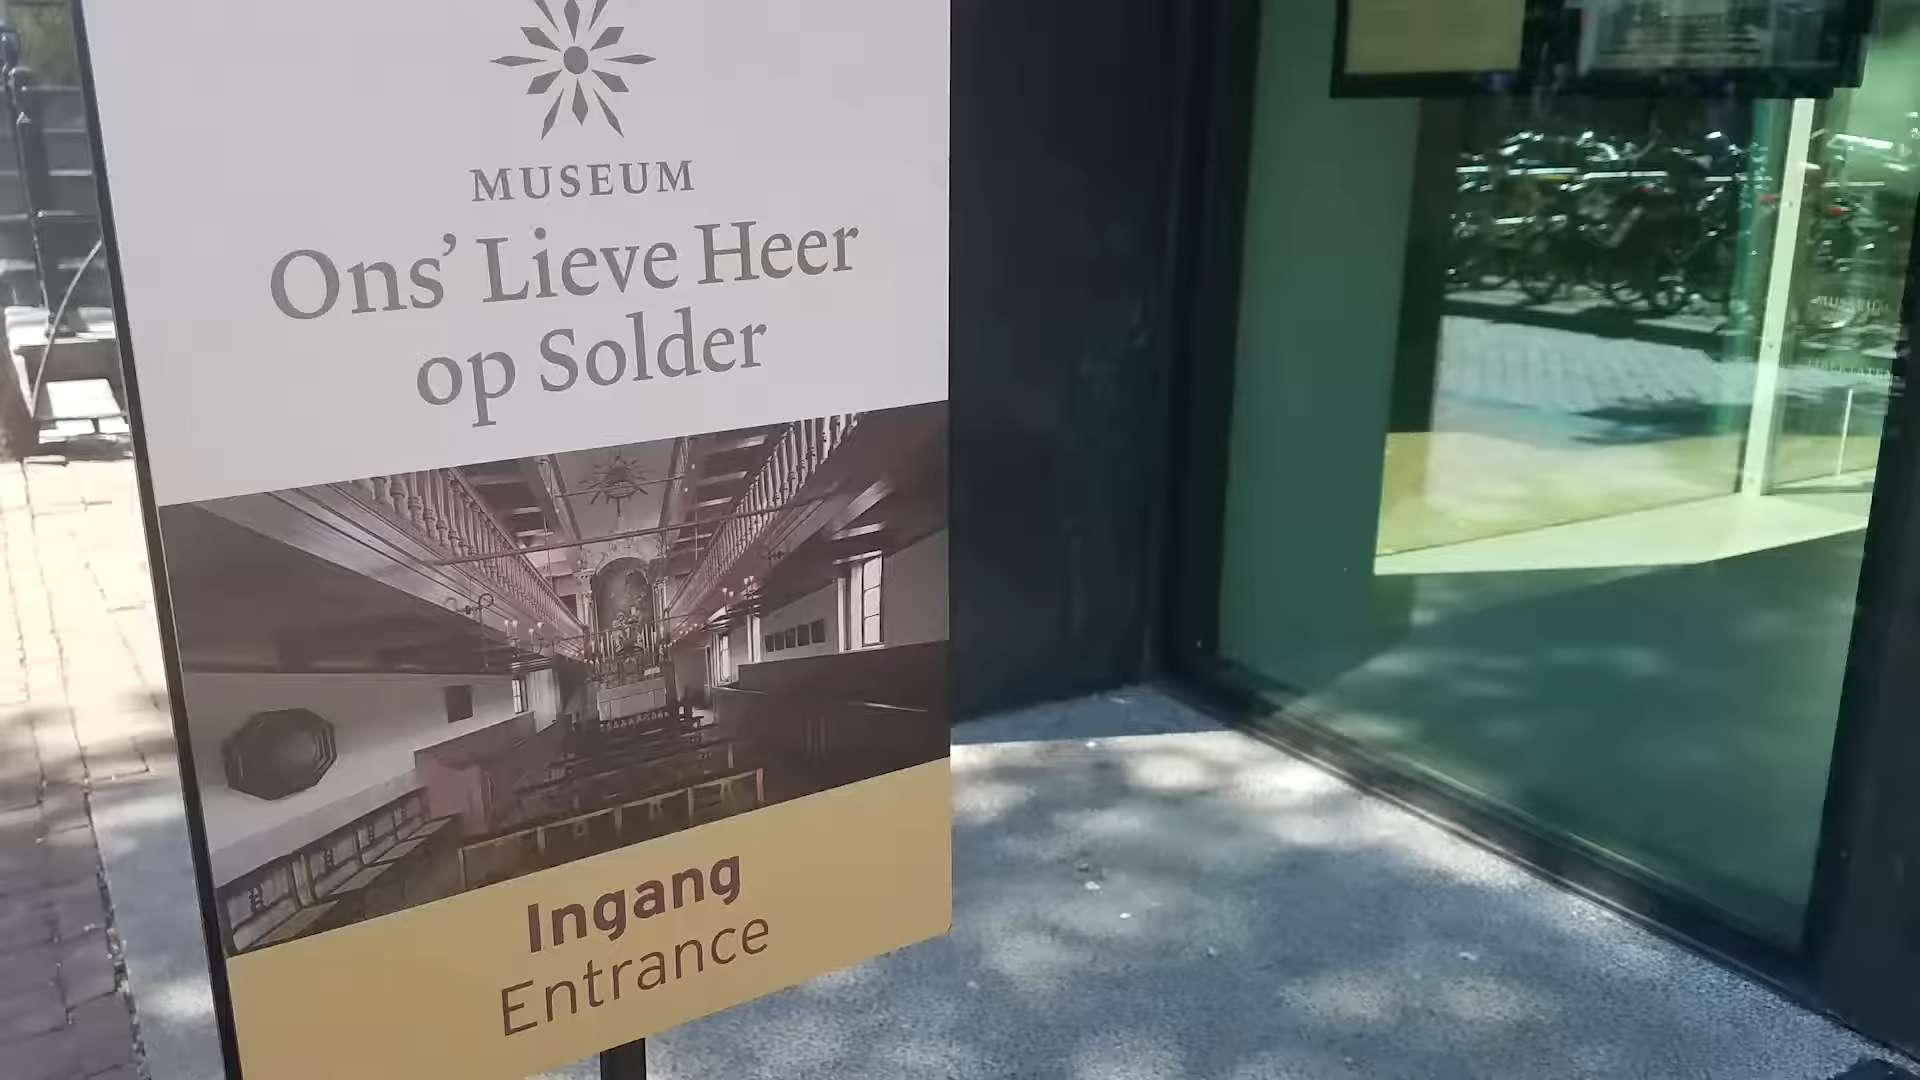 MUSEUM
Ons' Lieve Heer
op Solder
Ingang
Entrance